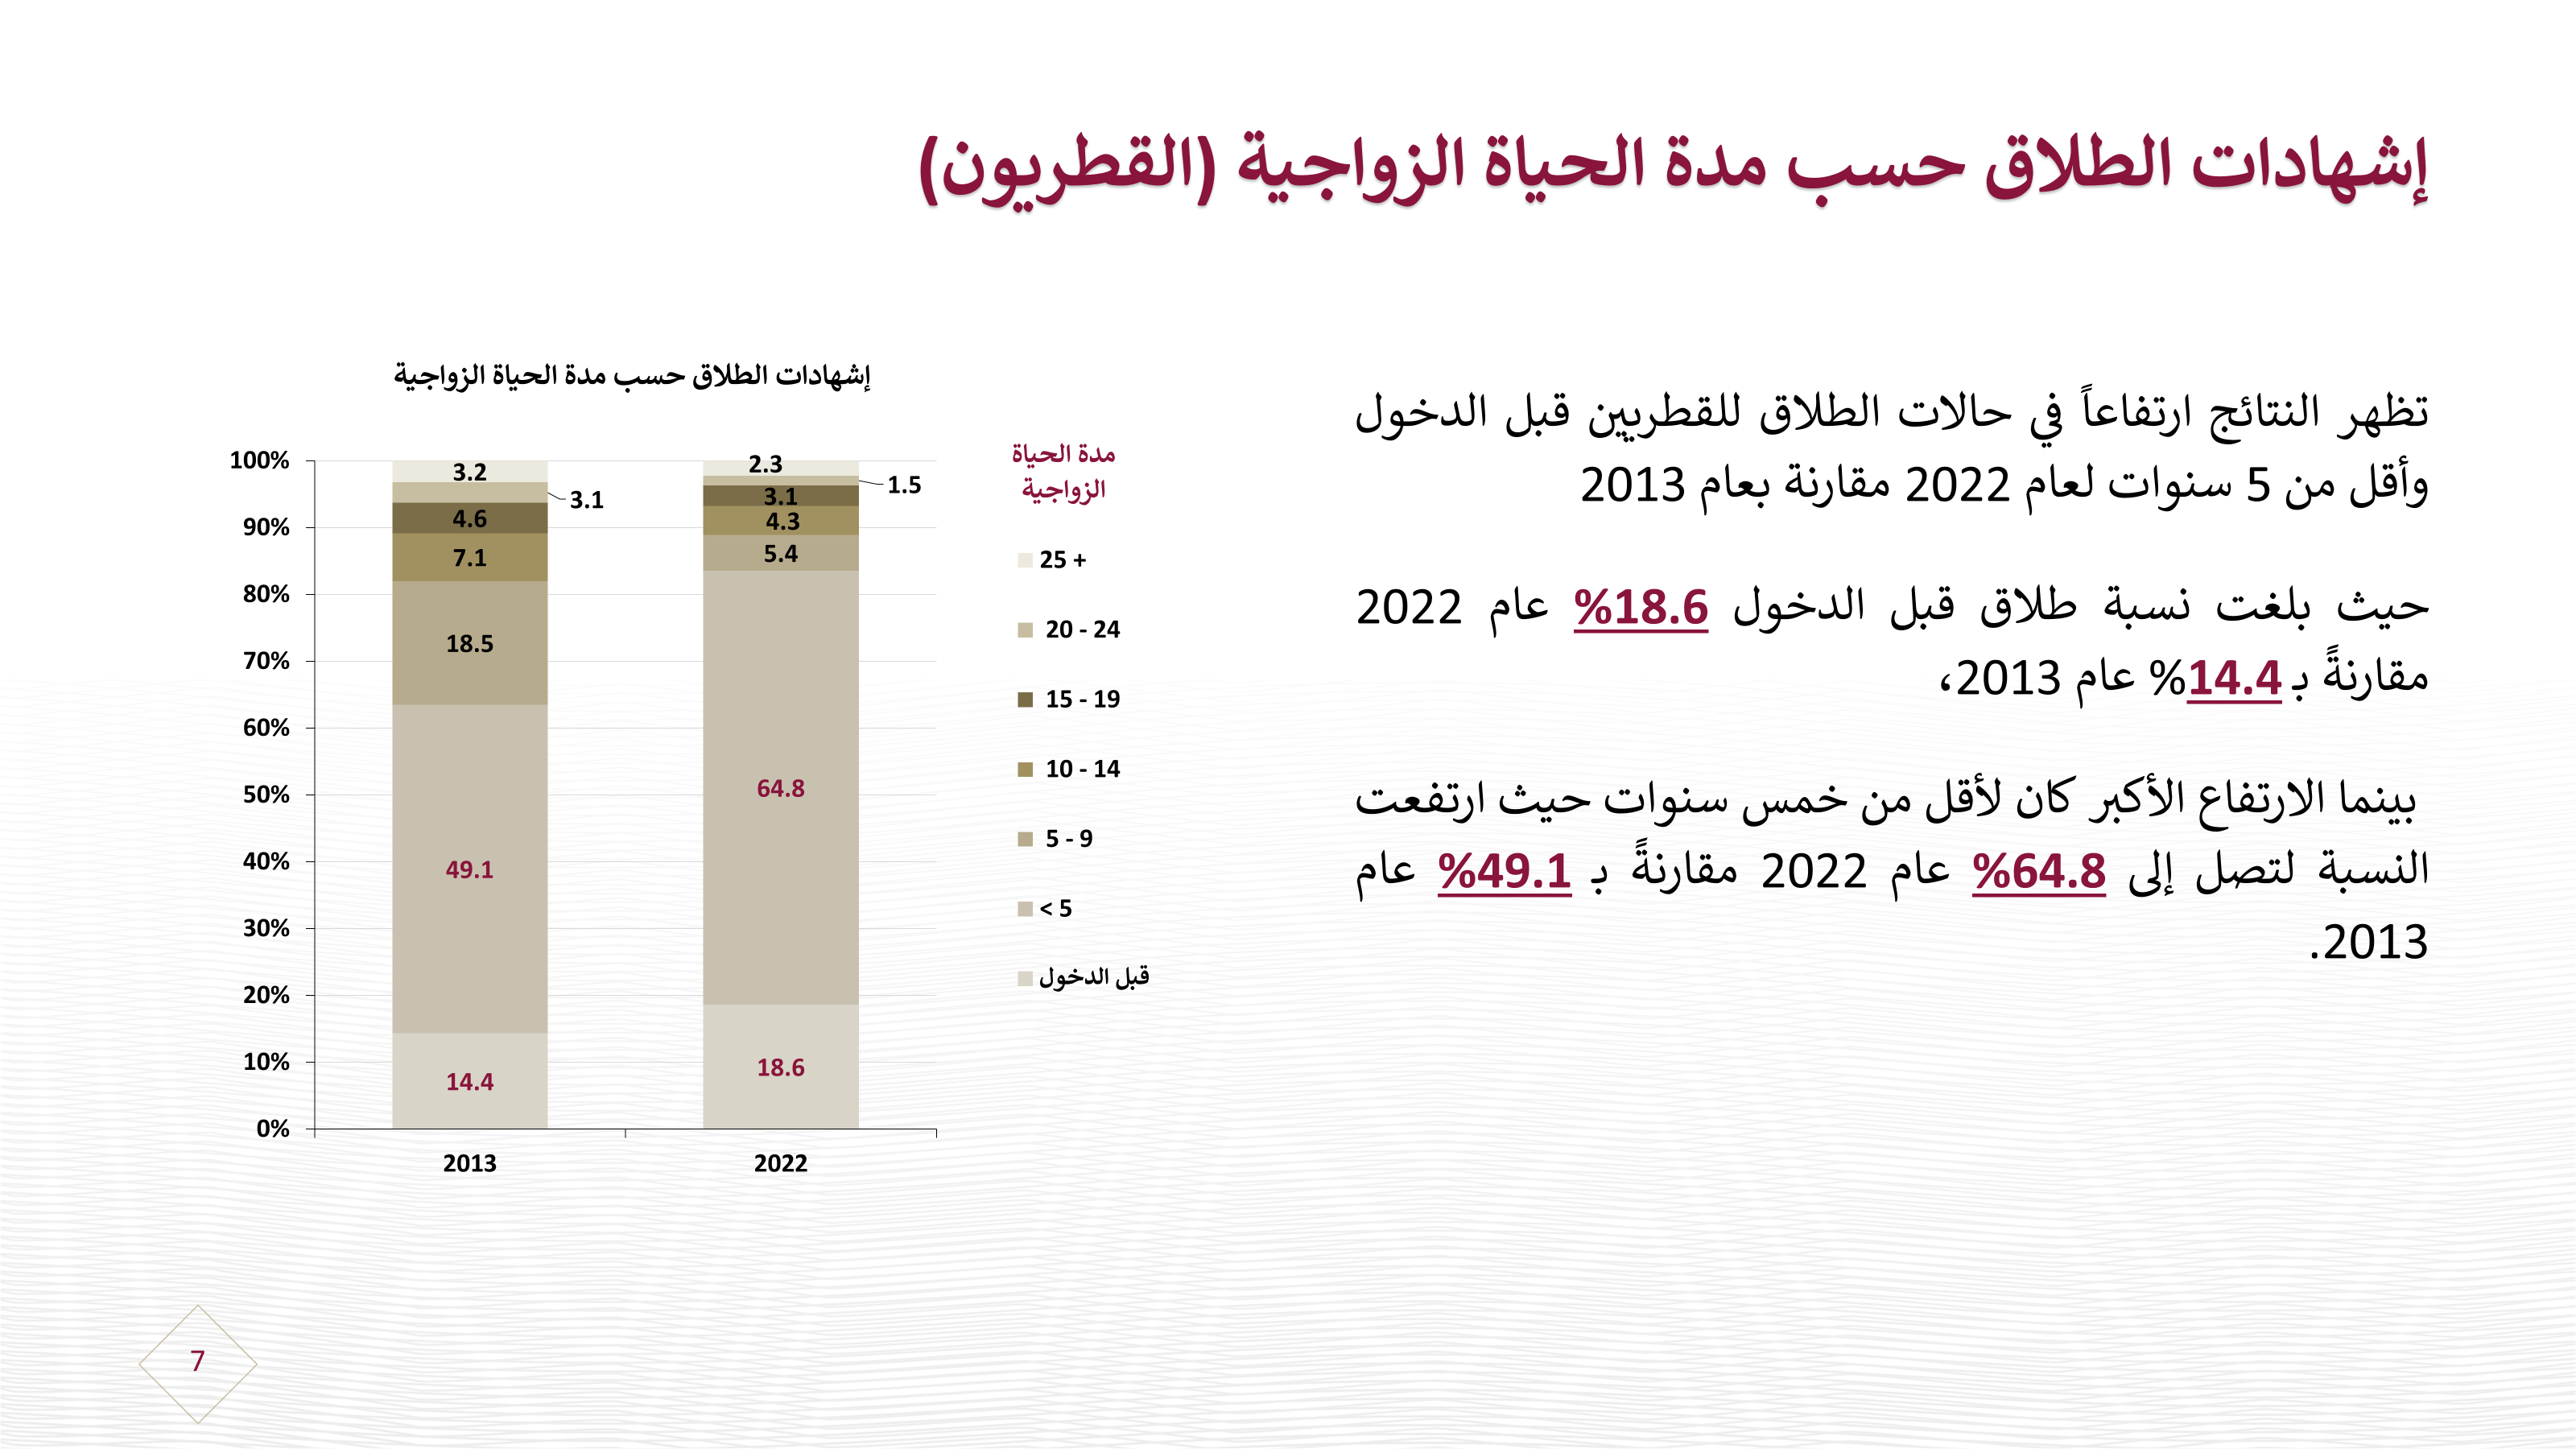 إشهادات الطلاق حسب مدة الحياة الزواجية (القطريون)
تظهر النتائج ارتفاعاً في حالات الطلاق للقطريين قبل الدخول
وأقل من 5 سنوات لعام 2022 مقارنة بعام 2013
حيث بلغت نسبة طلاق قبل الدخول 18.6% عام 2022
مقارنةً بـ 14.4% عام 2013،
بينما الارتفاع الأكبر كان لأقل من خمس سنوات حيث ارتفعت
النسبة لتصل إلى 64.8% عام 2022 مقارنةً بـ 49.1% عام
2013.
إشهادات الطلاق حسب مدة الحياة الزواجية
100%
90%
80%
70%
60%
50%
40%
30%
20%
10%
0%
3.2
3.1
4.6
7.1
18.5
49.1
14.4
2013
2.3
1.5
3.1
4.3
5.4
64.8
18.6
2022
مدة الحياة
الزواجية
25 +
20 - 24
15 - 19
10 - 14
5 - 9
< 5
قبل الدخول
7